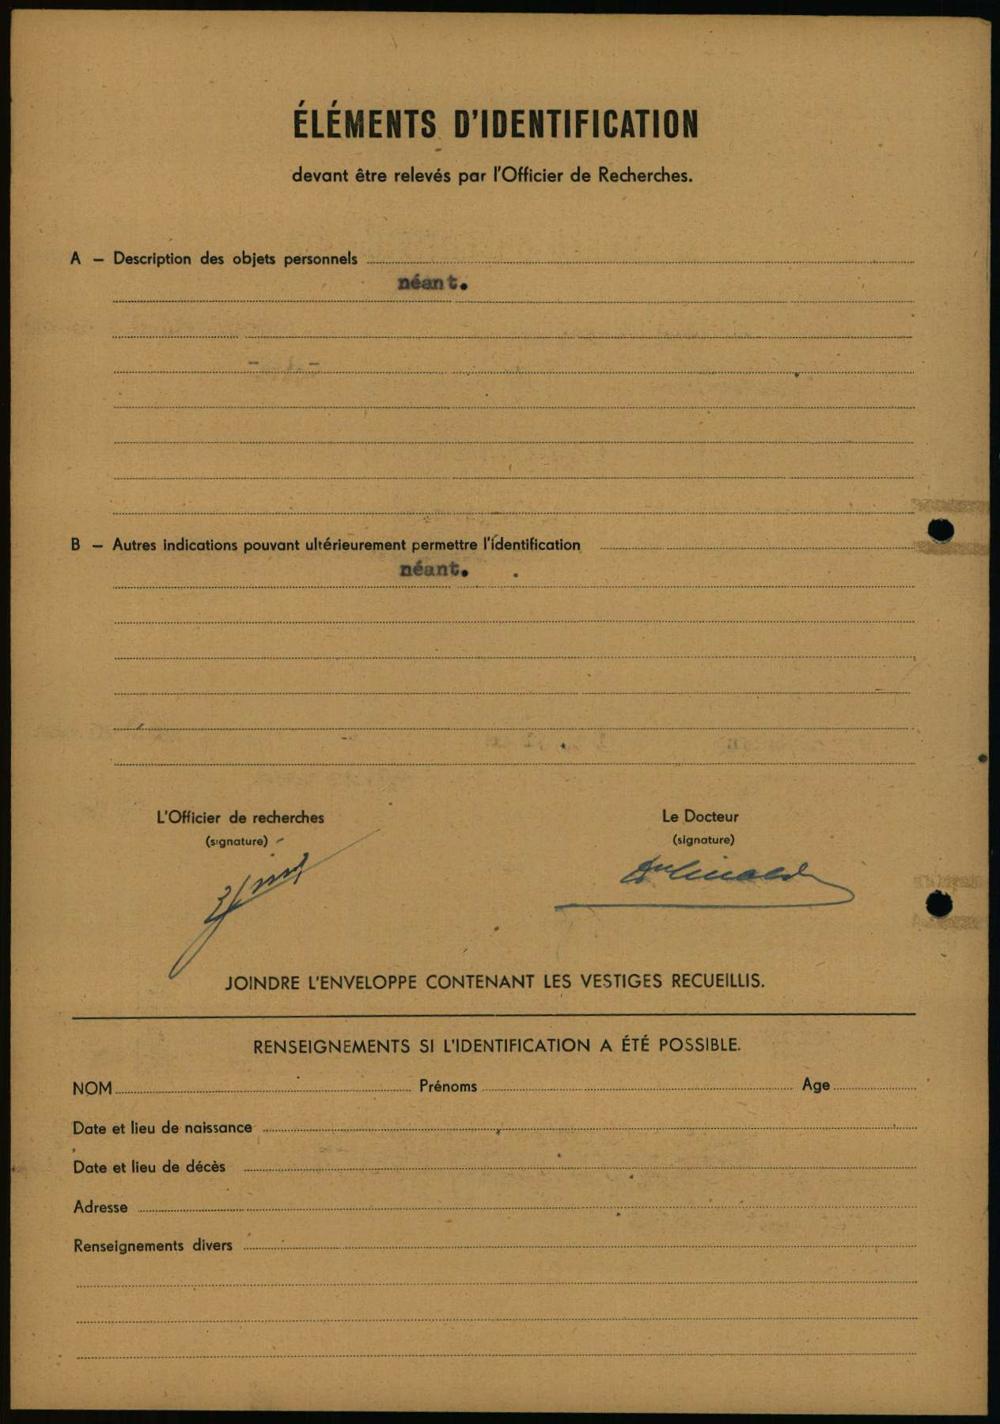 ÉLÉMENTS D'IDENTIFICATION
devant être relevés par l'Officier de Recherches.
A – Description des objets personnels
néant.
B – Autres indications pouvant ultérieurement permettre l'identification
néant.
L'Officier de recherches
(signature)
Le Docteur
(signature)
JOINDRE L'ENVELOPPE CONTENANT LES VESTIGES RECUEILLIS.
RENSEIGNEMENTS SI L'IDENTIFICATION A ÉTÉ POSSIBLE.
NOM Prénoms Age
Date et lieu de naissance
Date et lieu de décès
Adresse
Renseignements divers